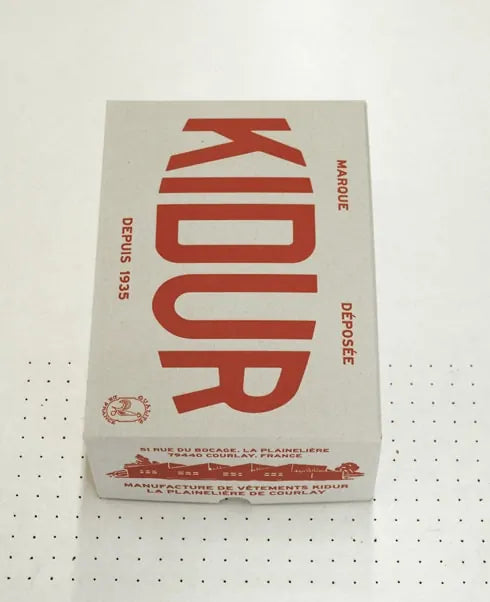 MARQUE DÉPOSÉE
KIDUR
DEPUIS 1935
QUALITÉ
51 RUE DU BOCAGE, LA PLAINELIÈRE
79440 COURLAY, FRANCE
MANUFACTURE DE VÊTEMENTS KIDUR
LA PLAINELIÈRE DE COURLAY